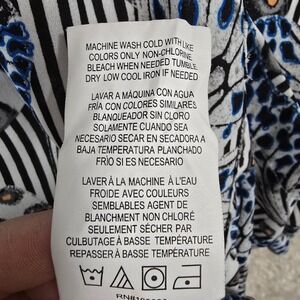 MACHINE WASH COLD WITH LIKE
COLORS ONLY NON-CHLORINE
BLEACH WHEN NEEDED TUMBLE
DRY LOW COOL IRON IF NEEDED
LAVAR A MÁQUINA CON AGUA
FRÍA CON COLORES SIMILARES
BLANQUEADOR SIN CLORO
SOLAMENTE CUANDO SEA
NECESARIO SECAR EN SECADORA A
BAJA TEMPERATURA PLANCHADO
FRÍO SI ES NECESARIO
LAVER À LA MACHINE À L'EAU
FROIDE AVEC COULEURS
SEMBLABLES AGENT DE
BLANCHMENT NON CHLORÉ
SEULEMENT SÉCHER PAR
CULBUTAGE À BASSE TEMPÉRATURE
REPASSER À BASSE TEMPÉRATURE